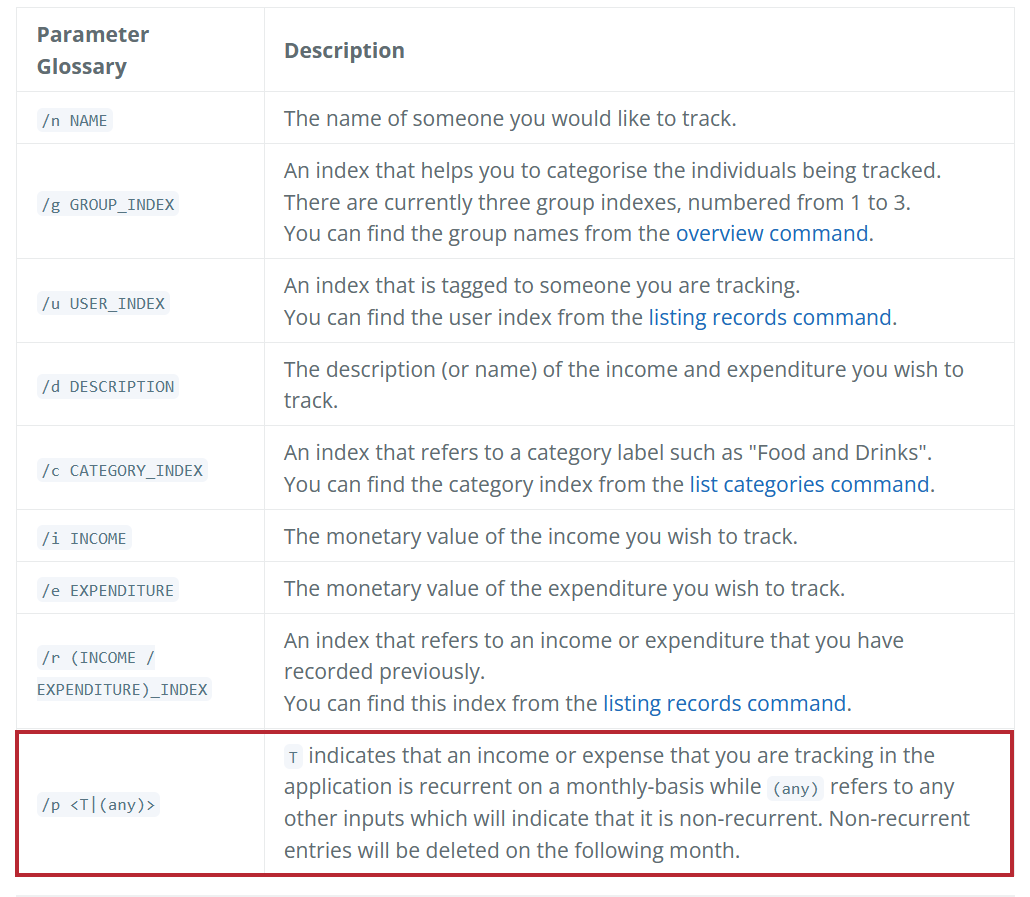 Parameter
Glossary
Description
/n NAME
The name of someone you would like to track.
/g GROUP_INDEX
An index that helps you to categorise the individuals being tracked.
There are currently three group indexes, numbered from 1 to 3.
You can find the group names from the overview command.
/u USER_INDEX
An index that is tagged to someone you are tracking.
You can find the user index from the listing records command.
/d DESCRIPTION
The description (or name) of the income and expenditure you wish to
track.
/c CATEGORY_INDEX
An index that refers to a category label such as "Food and Drinks".
You can find the category index from the list categories command.
/i INCOME
The monetary value of the income you wish to track.
/e EXPENDITURE
The monetary value of the expenditure you wish to track.
/r (INCOME /
EXPENDITURE)_INDEX
An index that refers to an income or expenditure that you have
recorded previously.
You can find this index from the listing records command.
/p <T|(any)>
T indicates that an income or expense that you are tracking in the
application is recurrent on a monthly-basis while (any) refers to any
other inputs which will indicate that it is non-recurrent. Non-recurrent
entries will be deleted on the following month.